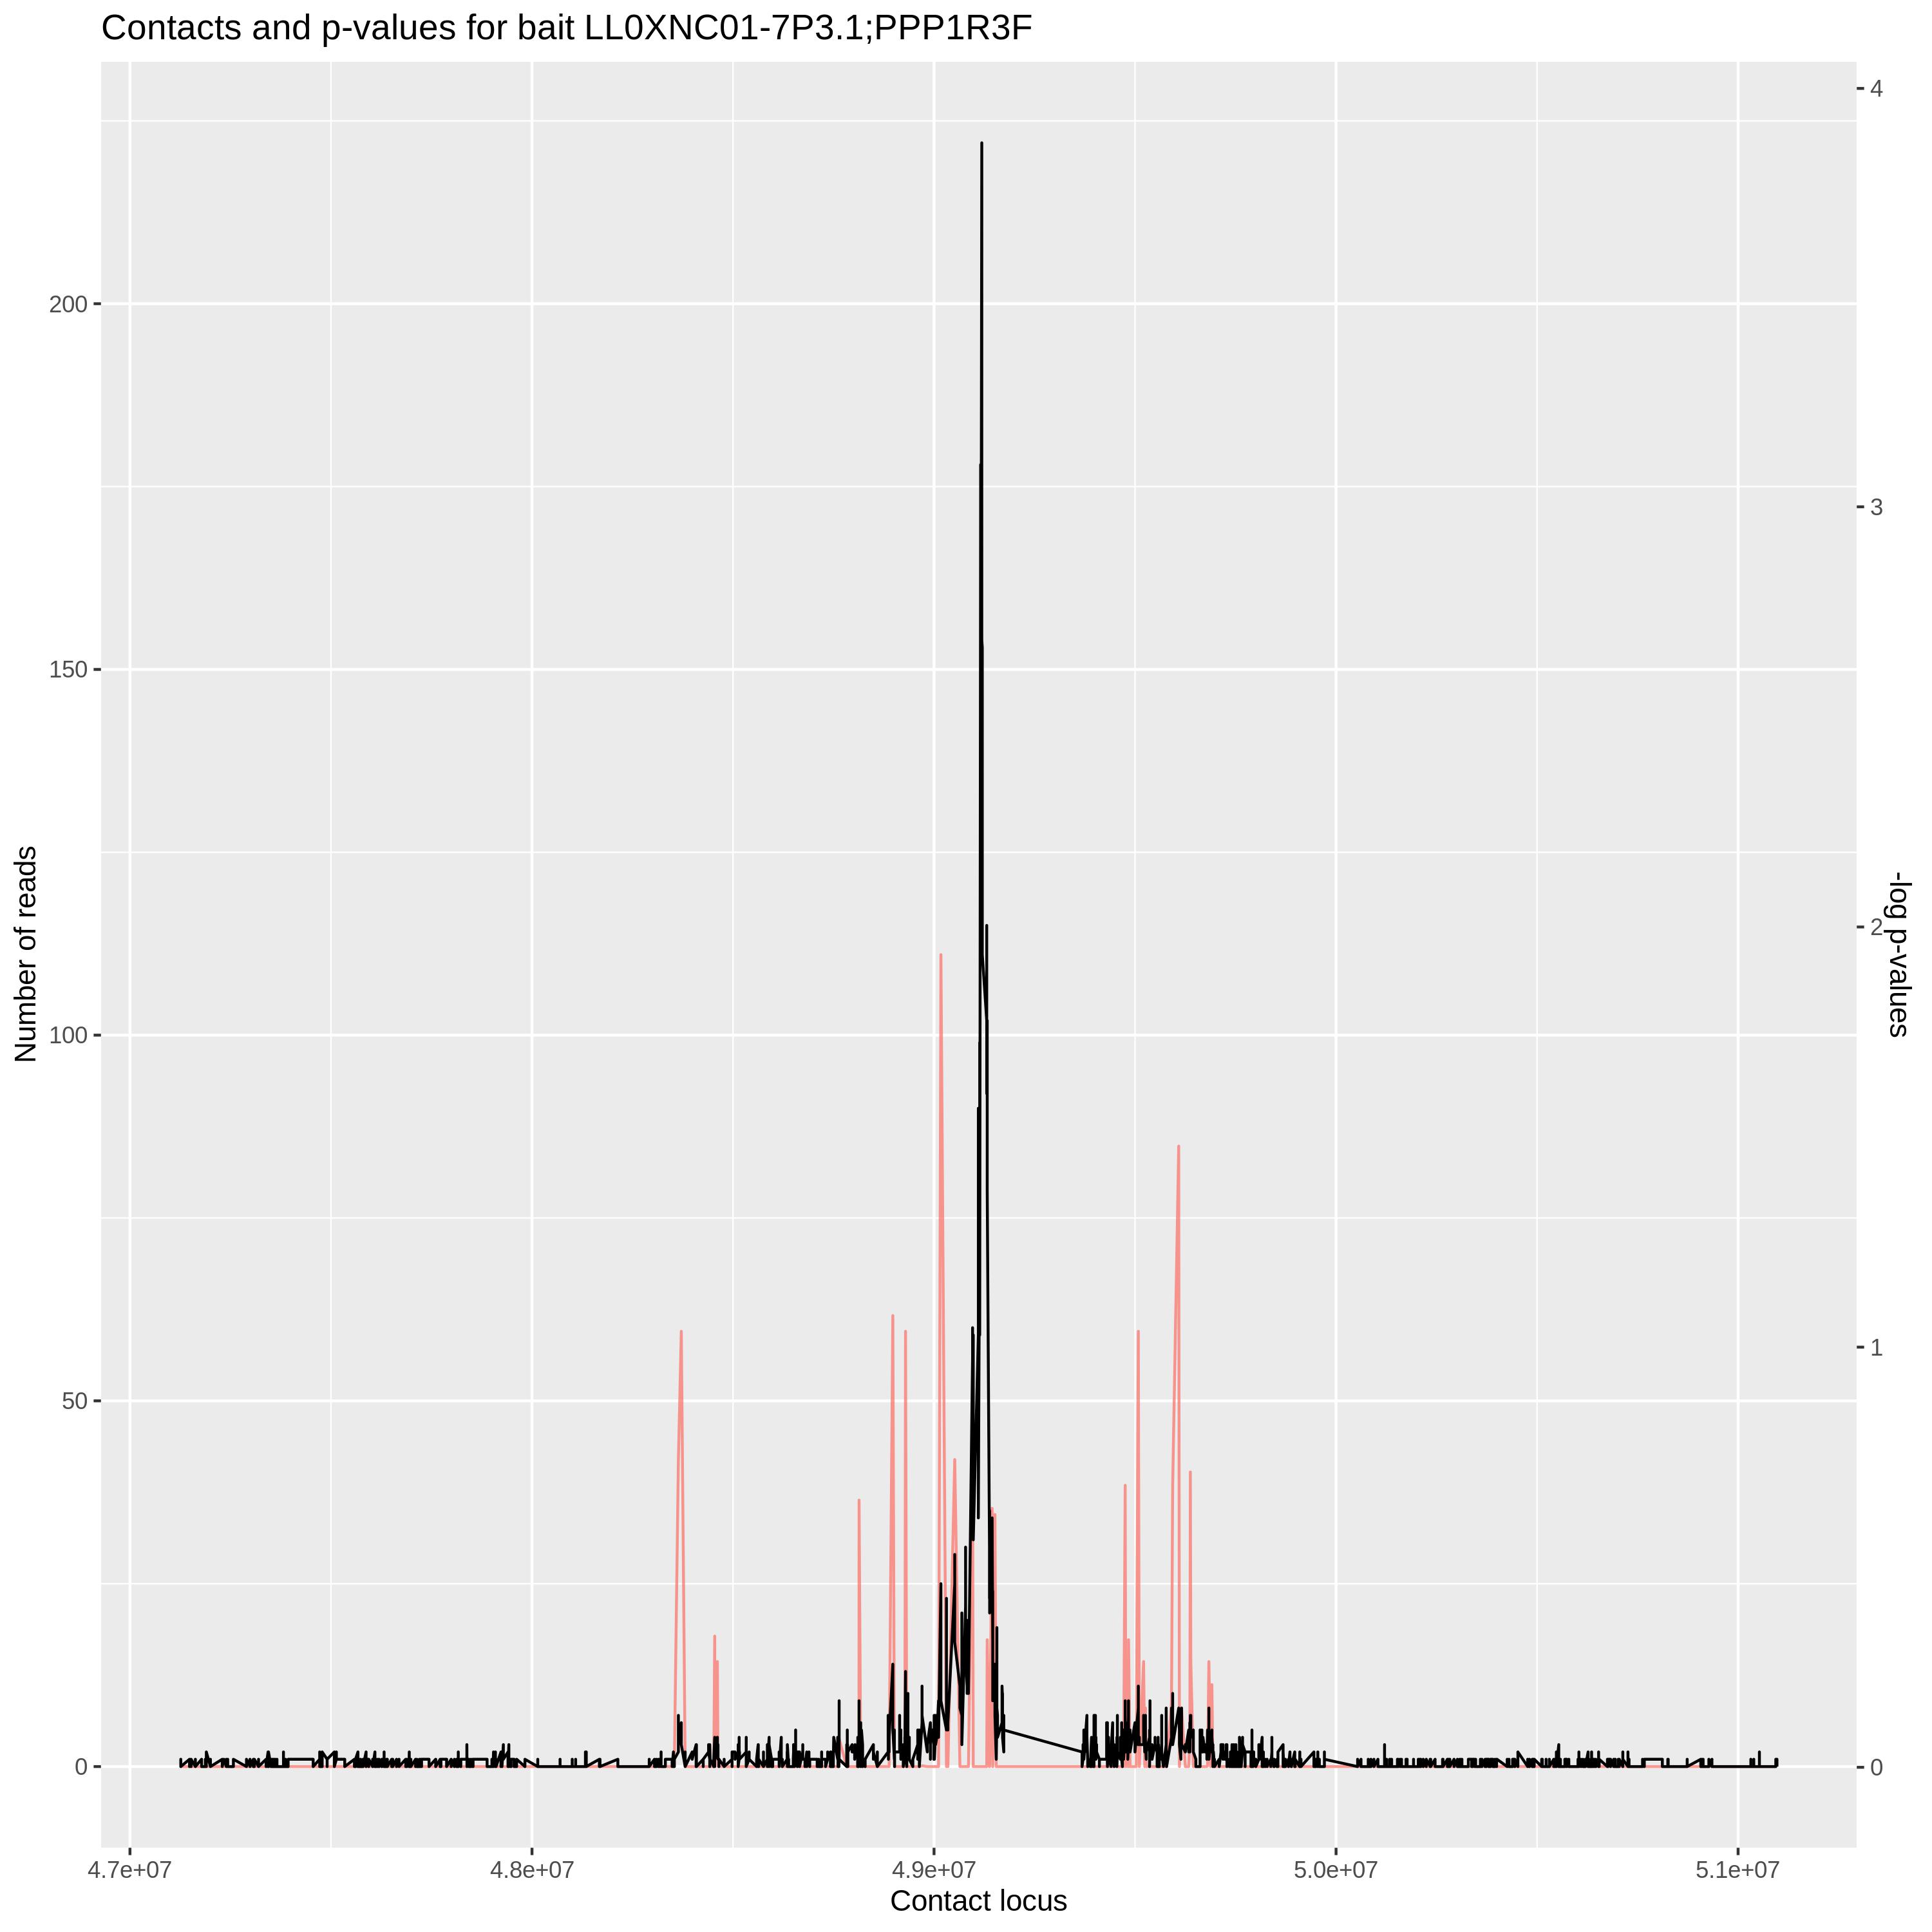 Contacts and p-values for bait LL0XNC01-7P3.1;PPP1R3F
Number of reads
200
150
100
50
0
4
3
2
1
0
-log p-values
4.7e+07
4.8e+07
4.9e+07
5.0e+07
5.1e+07
Contact locus